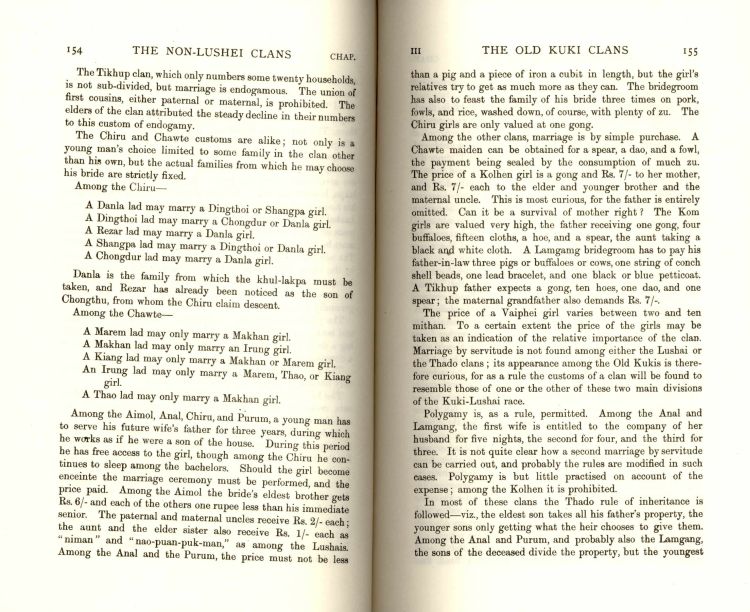 154 THE NON-LUSHEI CLANS CHAP.
The Tikhup clan, which only numbers some twenty households,
is not sub-divided, but marriage is endogamous. The union of
first cousins, either paternal or maternal, is prohibited. The
elders of the clan attributed the steady decline in their numbers
to this custom of endogamy.
The Chiru and Chawte customs are alike; not only is a
young man's choice limited to some family in the clan other
than his own, but the actual families from which he may choose
his bride are strictly fixed.
Among the Chiru—
A Danla lad may marry a Dingthoi or Shangpa girl.
A Dingthoi lad may marry a Chongdur or Danla girl.
A Rezar lad may marry a Danla girl.
A Shangpa lad may marry a Dingthoi or Danla girl.
A Chongdur lad may marry a Danla girl.
Danla is the family from which the khul-lakpa must be
taken, and Rezar has already been noticed as the son of
Chongthu, from whom the Chiru claim descent.
Among the Chawte—
A Marem lad may only marry a Makhan girl.
A Makhan lad may only marry an Irung girl.
A Kiang lad may only marry a Makhan or Marem girl.
An Irung lad may only marry a Marem, Thao, or Kiang
girl.
A Thao lad may only marry a Makhan girl.
Among the Aimol, Anal, Chiru, and Purum, a young man has
to serve his future wife's father for three years, during which
he works as if he were a son of the house. During this period
he has free access to the girl, though among the Chiru he con-
tinues to sleep among the bachelors. Should the girl become
enceinte the marriage ceremony must be performed, and the
price paid. Among the Aimol the bride's eldest brother gets
Rs. 6/- and each of the others one rupee less than his immediate
senior. The paternal and maternal uncles receive Rs. 2/- each;
the aunt and the elder sister also receive Rs. 1/- each as
"niman" and "nao-puan-puk-man," as among the Lushais.
Among the Anal and the Purum, the price must not be less
III THE OLD KUKI CLANS 155
than a pig and a piece of iron a cubit in length, but the girl's
relatives try to get as much more as they can. The bridegroom
has also to feast the family of his bride three times on pork,
fowls, and rice, washed down, of course, with plenty of zu. The
Chiru girls are only valued at one gong.
Among other clans, marriage is by simple purchase. A
Chawte maiden can be obtained for a spear, a dao, and a fowl,
the payment being sealed by the consumption of much zu.
The price of a Kolhen girl is a gong and Rs. 7/- to her mother,
and Rs. 7/- each to the elder and younger brother and the
maternal uncle. This is most curious, for the father is entirely
omitted. Can it be a survival of mother right? The Kom
girls are valued very high, the father receiving one gong, four
buffaloes, fifteen cloths, a hoe, and a spear, the aunt taking a
black and white cloth. A Lamgamg bridegroom has to pay his
father-in-law three pigs or buffaloes or cows, one string of conch
shell beads, one lead bracelet, and one black or blue petticoat.
A Tikhup father expects a gong, ten hoes, one dao, and one
spear; the maternal grandfather also demands Rs. 7/-.
The price of a Vaiphei girl varies between two and ten
mithan. To a certain extent the price of the girls may be
taken as an indication of the relative importance of the clan.
Marriage by servitude is not found among either the Lushai or
the Thado clans; its appearance among the Old Kukis is there-
fore curious, for as a rule the customs of a clan will be found to
resemble those of one or the other of these two main divisions
of the Kuki-Lushai race.
Polygamy is, as a rule, permitted. Among the Anal and
Lamgang, the first wife is entitled to the company of her
husband for five nights, the second for four, and the third for
three. It is not quite clear how a second marriage by servitude
can be carried out, and probably the rules are modified in such
cases. Polygamy is but little practised on account of the
expense; among the Kolhen it is prohibited.
In most of these clans the Thado rule of inheritance is
followed—viz., the eldest son takes all his father's property, the
younger sons only getting what the heir chooses to give them.
Among the Anal and Purum, and probably also the Lamgang,
the sons of the deceased divide the property, but the youngest